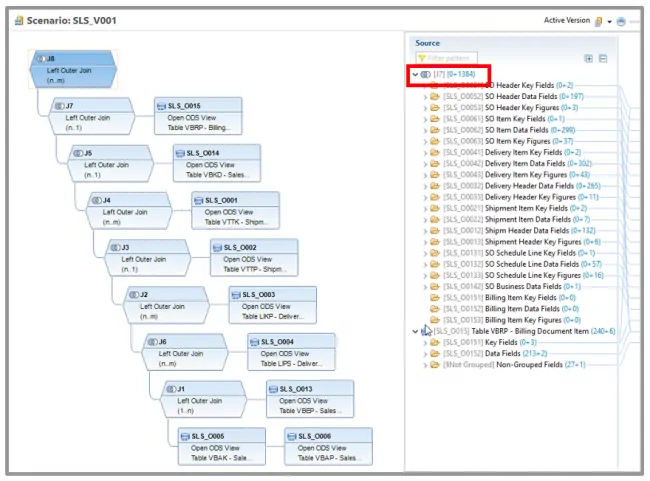 Scenario: SLS_V001
Active Version
J8
Left Outer Join
(n..m)
J7
Left Outer Join
(n..1)
SLS_O015
Open ODS View
Table VBRP - Billing...
J5
Left Outer Join
(n..1)
SLS_O014
Open ODS View
Table VBKD - Sales...
J4
Left Outer Join
(n..m)
SLS_O001
Open ODS View
Table VTTK - Shipm...
J3
Left Outer Join
(n..1)
SLS_O002
Open ODS View
Table VTTP - Shipm...
J2
Left Outer Join
(n..m)
SLS_O003
Open ODS View
Table LIKP - Deliver...
J6
Left Outer Join
(n..m)
SLS_O004
Open ODS View
Table LIPS - Deliver...
J1
Left Outer Join
(1..n)
SLS_O013
Open ODS View
Table VBEP - Sales...
SLS_O005
Open ODS View
Table VBAK - Sale...
SLS_O006
Open ODS View
Table VBAP - Sales...
Source
Filter pattern
[J7] (0+1384)
SO Header Key Fields (0+2)
[SLS_O0052] SO Header Data Fields (0+197)
[SLS_O0053] SO Header Key Figures (0+3)
[SLS_O0061] SO Item Key Fields (0+1)
[SLS_O0062] SO Item Data Fields (0+299)
[SLS_O0063] SO Item Key Figures (0+37)
[SLS_O0041] Delivery Item Key Fields (0+2)
[SLS_O0042] Delivery Item Data Fields (0+302)
[SLS_O0043] Delivery Item Key Figures (0+43)
[SLS_O0032] Delivery Header Data Fields (0+265)
[SLS_O0033] Delivery Header Key Figures (0+11)
[SLS_O0021] Shipment Item Key Fields (0+2)
[SLS_O0022] Shipment Item Data Fields (0+7)
[SLS_O0012] Shipm Header Data Fields (0+132)
[SLS_O0013] Shipment Header Key Figures (0+6)
[SLS_O0131] SO Schedule Line Key Fields (0+1)
[SLS_O0132] SO Schedule Line Data Fields (0+57)
[SLS_O0133] SO Schedule Line Key Figures (0+16)
[SLS_O0142] SO Business Data Fields (0+1)
[SLS_O0151] Billing Item Key Fields (0+0)
[SLS_O0152] Billing Item Data Fields (0+0)
[SLS_O0153] Billing Item Key Figures (0+0)
[SLS_O015] Table VBRP - Billing Document Item (240+6)
[SLS_O0151] Key Fields (0+3)
[SLS_O0152] Data Fields (213+2)
[$Not Grouped] Non-Grouped Fields (27+1)